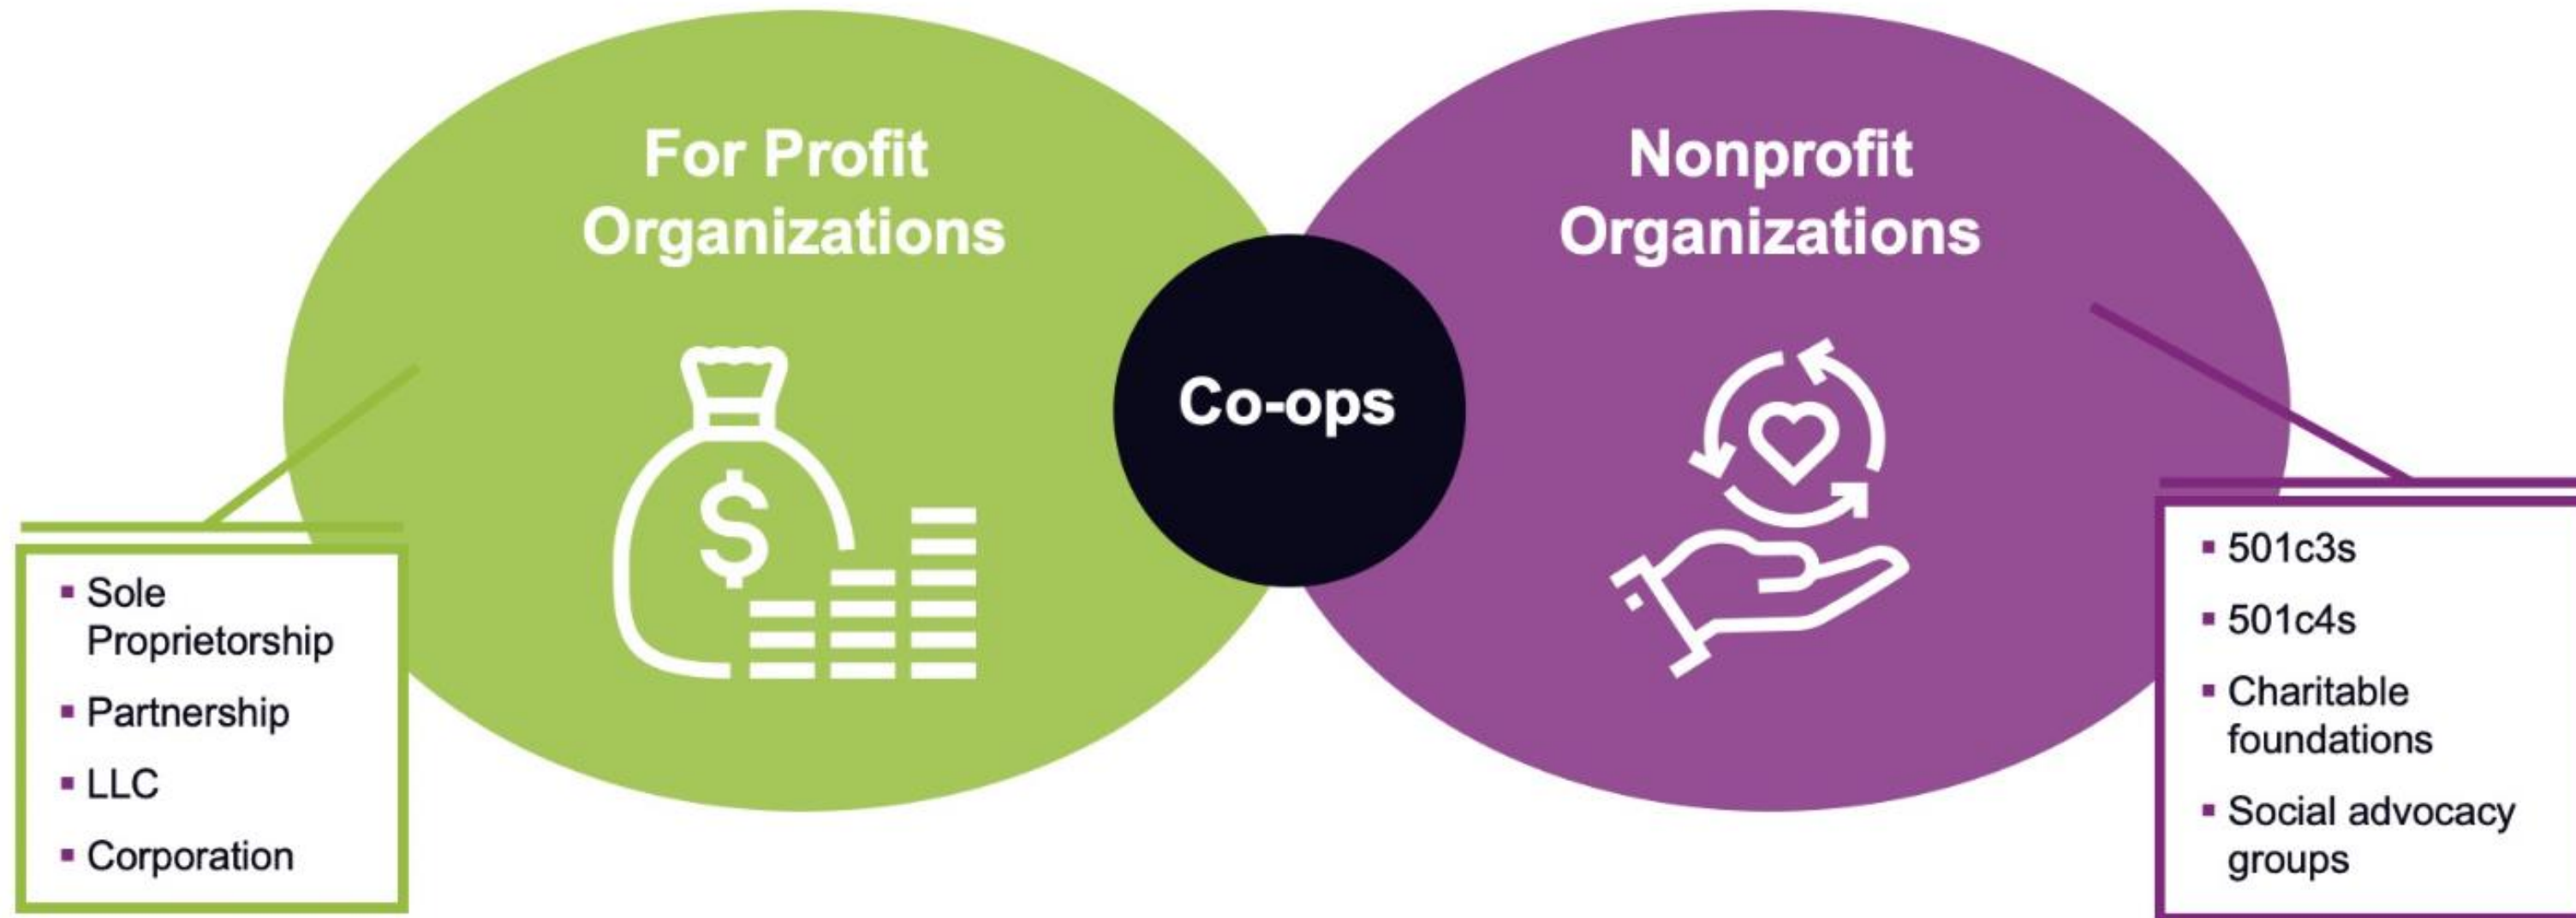 For Profit
Organizations
$
Co-ops
Nonprofit
Organizations
▪ Sole
Proprietorship
▪ Partnership
▪ LLC
▪ Corporation
▪ 501c3s
▪ 501c4s
▪ Charitable
foundations
▪ Social advocacy
groups